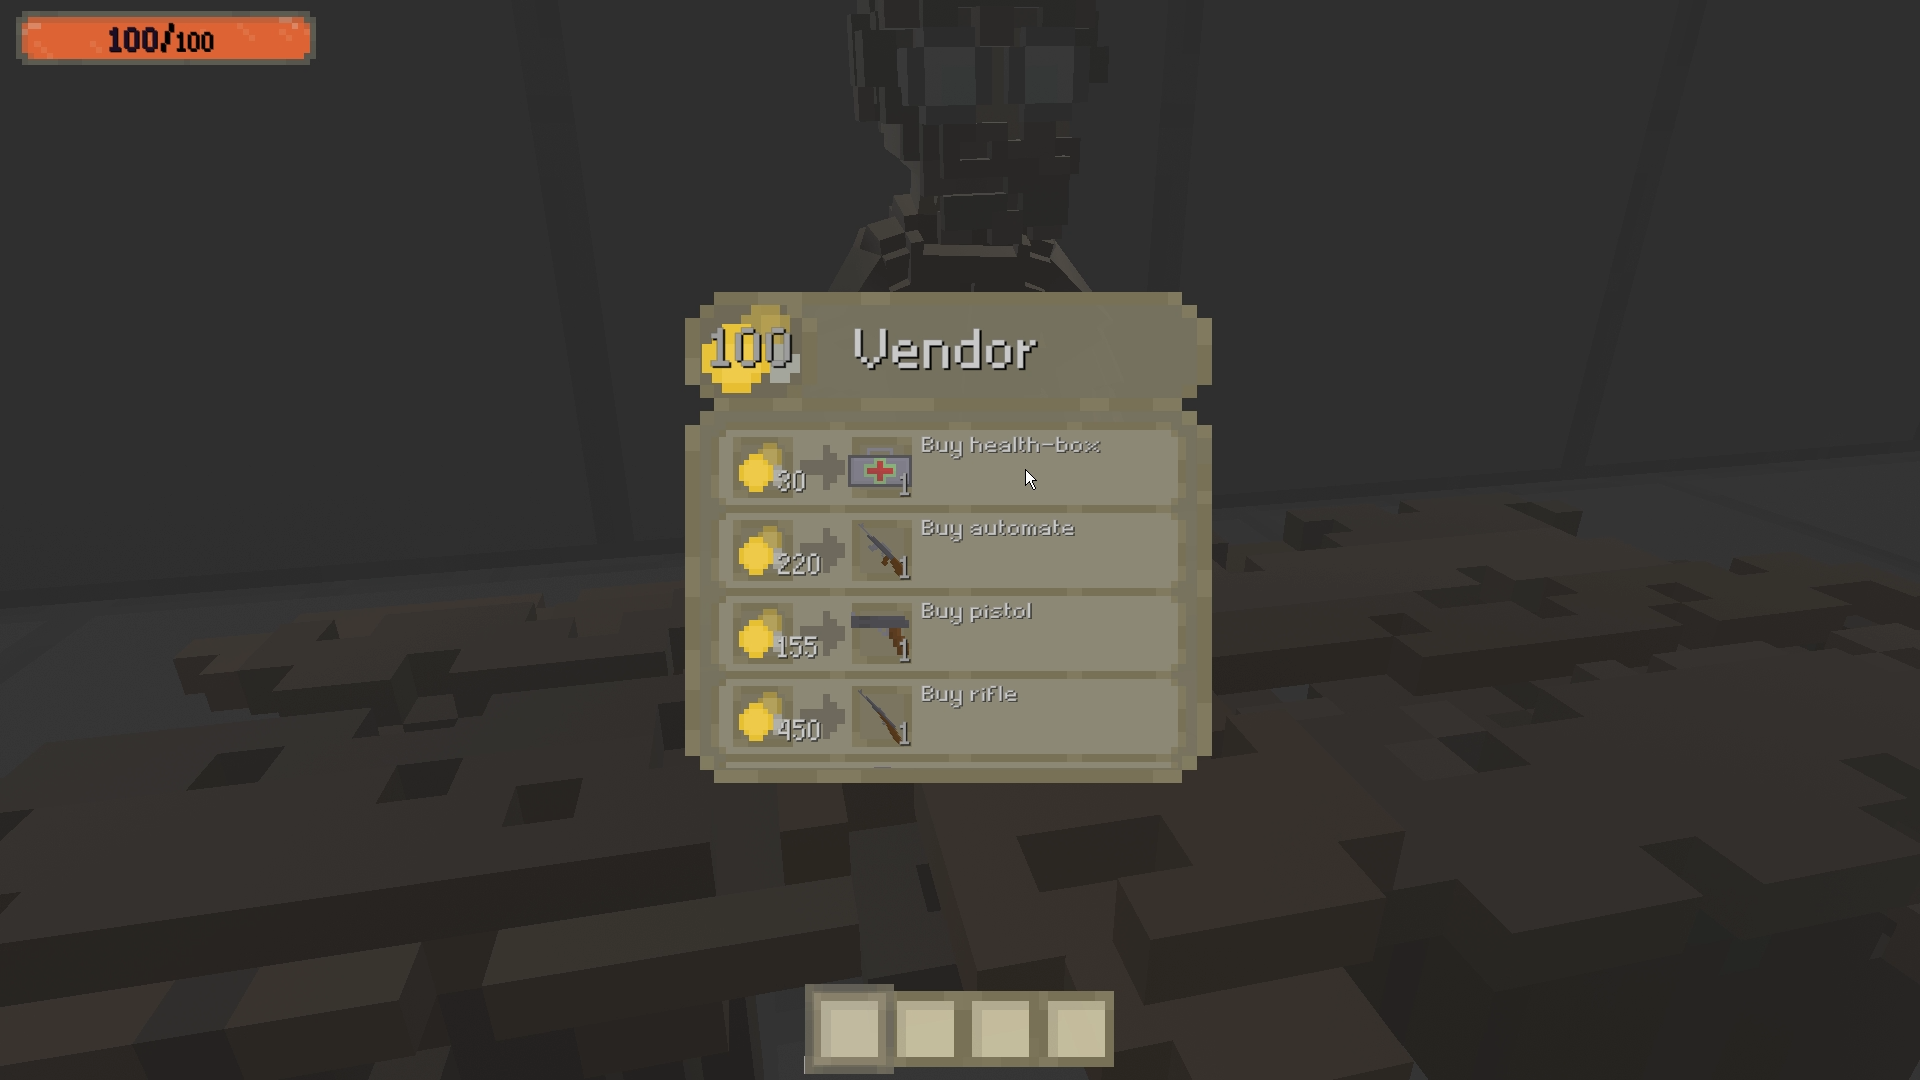 100/100
100 Vendor
30 1 Buy health-box
220 1 Buy automate
155 1 Buy pistol
450 1 Buy rifle